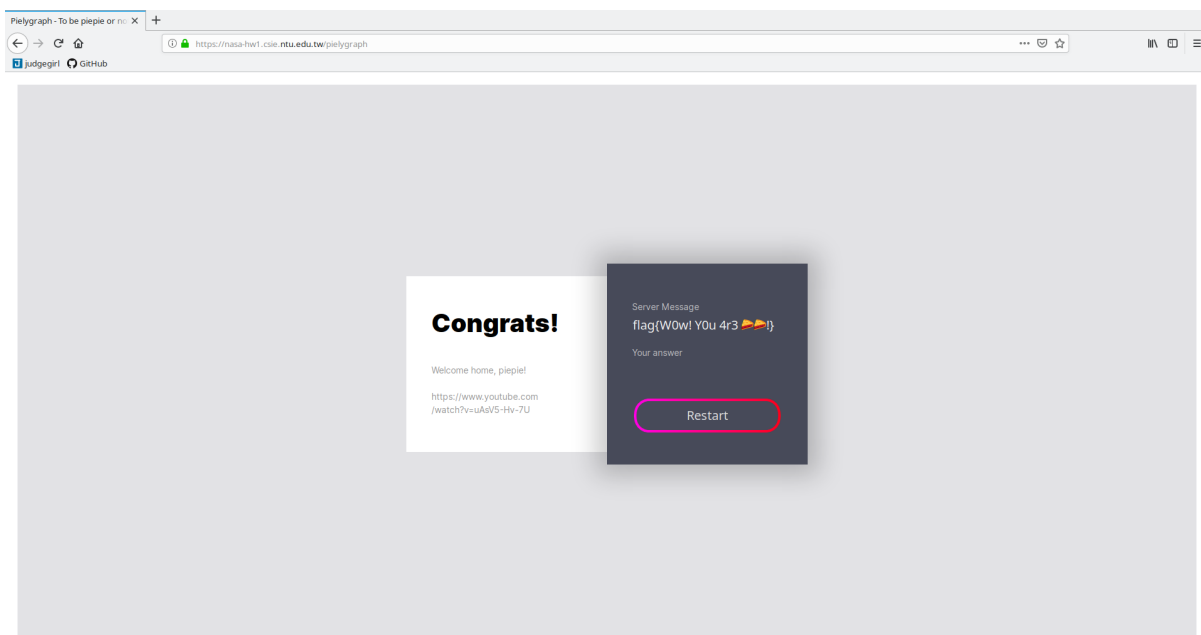 Pielygraph - To be piepie or no
https://nasa-hw1.csie.ntu.edu.tw/pielygraph
judgegirl GitHub
Congrats!
Welcome home, piepie!
https://www.youtube.com
/watch?v=uAsV5-Hv-7U
Server Message
flag{W0w! Y0u 4r3 🥧🥧!}
Your answer
Restart